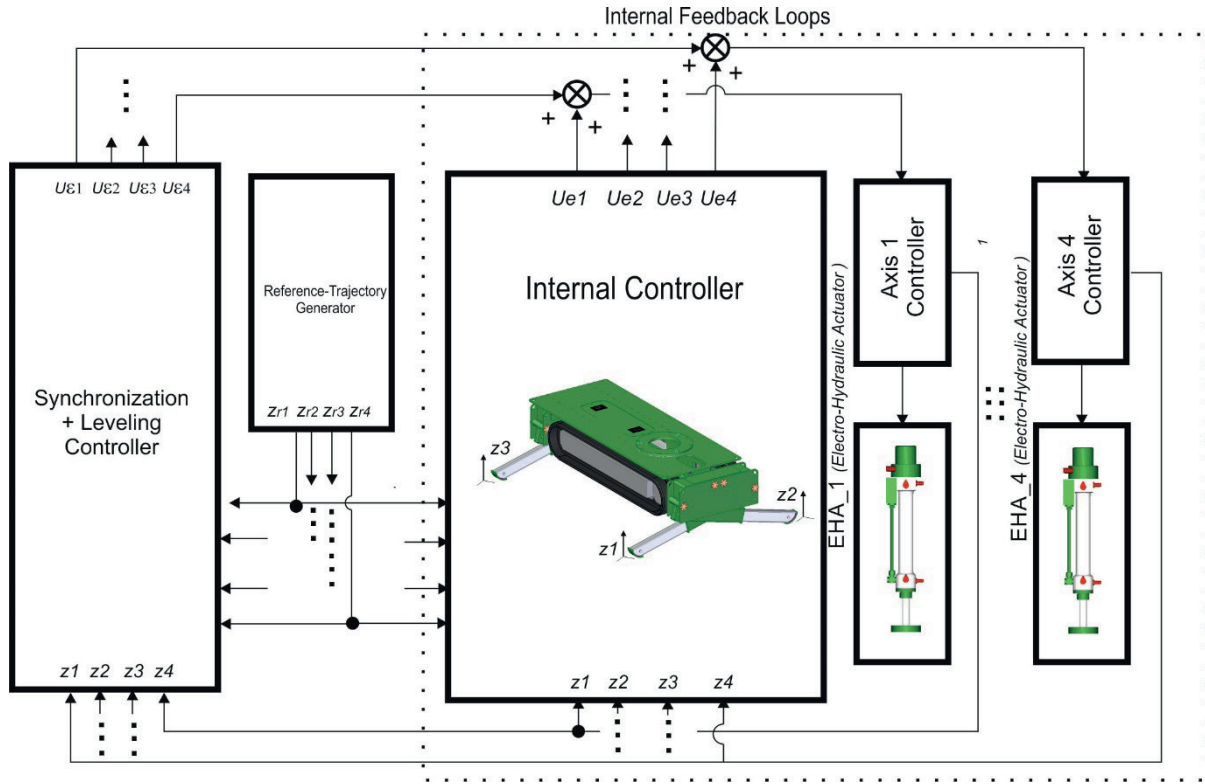 Internal Feedback Loops
+ +
+ +
Uε1 Uε2 Uε3 Uε4
Ue1 Ue2 Ue3 Ue4
Reference-Trajectory
Generator
Zr1 Zr2 Zr3 Zr4
Synchronization
+ Leveling
Controller
z1 z2 z3 z4
Internal Controller
z3
z2
z1
z1 z2 z3 z4
Axis 1
Controller
EHA_1 (Electro-Hydraulic Actuator )
1
Axis 4
Controller
EHA_4 (Electro-Hydraulic Actuator )